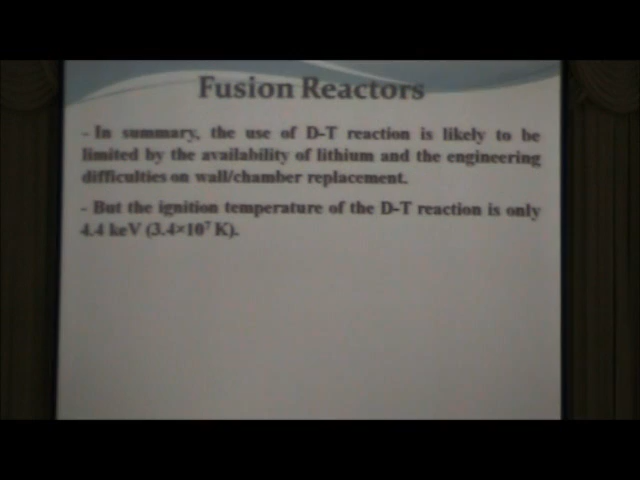 Fusion Reactors
- In summary, the use of D-T reaction is likely to be
limited by the availability of lithium and the engineering
difficulties on wall/chamber replacement.
- But the ignition temperature of the D-T reaction is only
4.4 keV (3.4×10⁷ K).